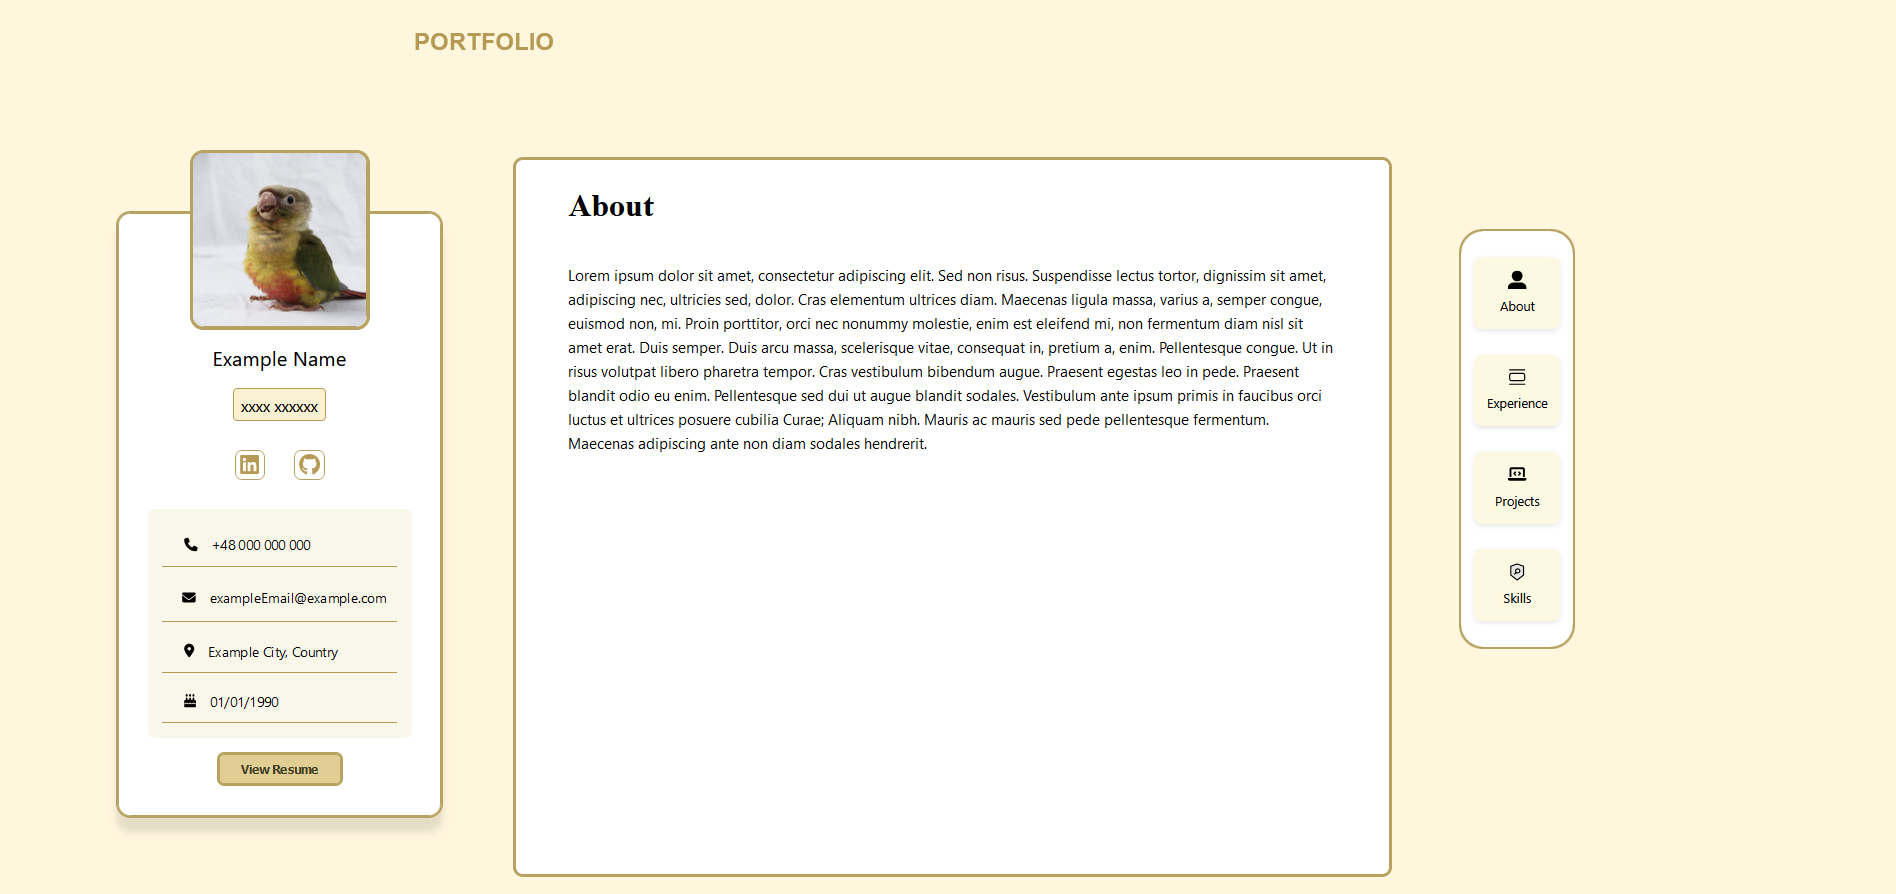 PORTFOLIO
Example Name
xxxx xxxxxx
in
+48 000 000 000
exampleEmail@example.com
Example City, Country
01/01/1990
View Resume
About
Lorem ipsum dolor sit amet, consectetur adipiscing elit. Sed non risus. Suspendisse lectus tortor, dignissim sit amet,
adipiscing nec, ultricies sed, dolor. Cras elementum ultrices diam. Maecenas ligula massa, varius a, semper congue,
euismod non, mi. Proin porttitor, orci nec nonummy molestie, enim est eleifend mi, non fermentum diam nisl sit
amet erat. Duis semper. Duis arcu massa, scelerisque vitae, consequat in, pretium a, enim. Pellentesque congue. Ut in
risus volutpat libero pharetra tempor. Cras vestibulum bibendum augue. Praesent egestas leo in pede. Praesent
blandit odio eu enim. Pellentesque sed dui ut augue blandit sodales. Vestibulum ante ipsum primis in faucibus orci
luctus et ultrices posuere cubilia Curae; Aliquam nibh. Mauris ac mauris sed pede pellentesque fermentum.
Maecenas adipiscing ante non diam sodales hendrerit.
About
Experience
Projects
Skills